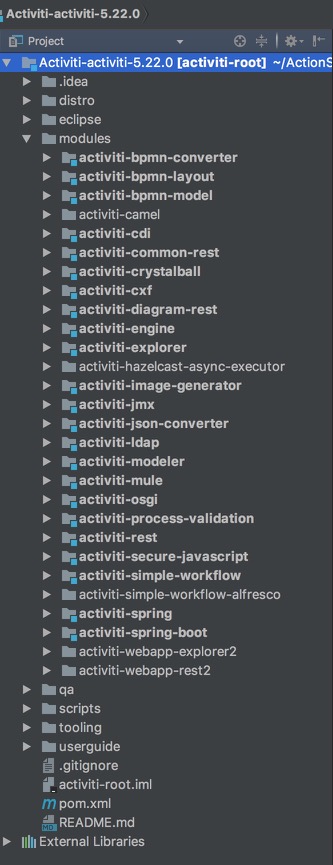 Activiti-activiti-5.22.0
Project
Activiti-activiti-5.22.0 [activiti-root] ~/ActionS
.idea
distro
eclipse
modules
activiti-bpmn-converter
activiti-bpmn-layout
activiti-bpmn-model
activiti-camel
activiti-cdi
activiti-common-rest
activiti-crystalball
activiti-cxf
activiti-diagram-rest
activiti-engine
activiti-explorer
activiti-hazelcast-async-executor
activiti-image-generator
activiti-jmx
activiti-json-converter
activiti-ldap
activiti-modeler
activiti-mule
activiti-osgi
activiti-process-validation
activiti-rest
activiti-secure-javascript
activiti-simple-workflow
activiti-simple-workflow-alfresco
activiti-spring
activiti-spring-boot
activiti-webapp-explorer2
activiti-webapp-rest2
qa
scripts
tooling
userguide
.gitignore
activiti-root.iml
m pom.xml
MD README.md
External Libraries